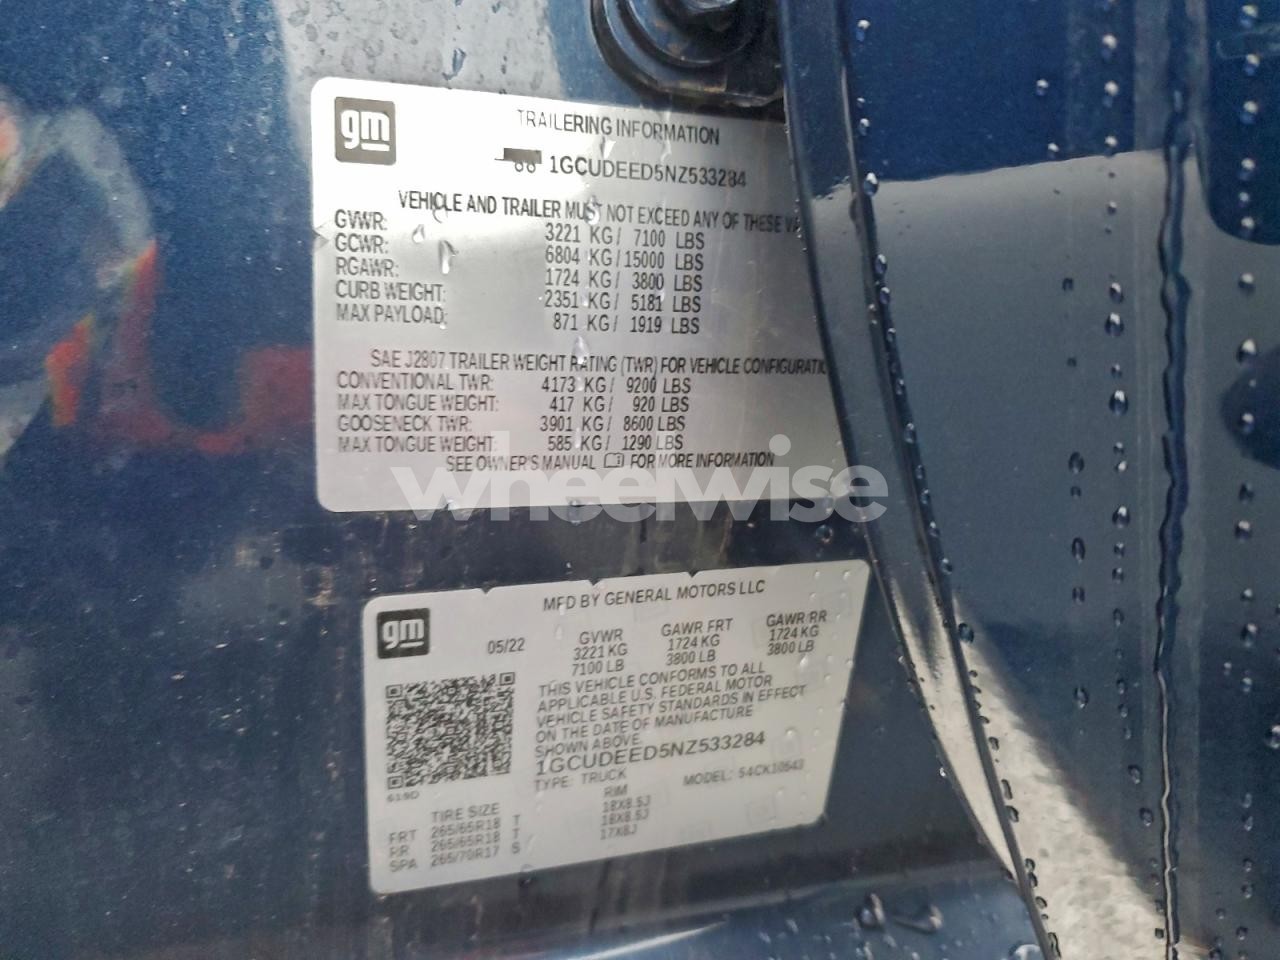 gm
TRAILERING INFORMATION
1GCUDEED5NZ533284
VEHICLE AND TRAILER MUST NOT EXCEED ANY OF THESE VA
GVWR: 3221 KG/ 7100 LBS
GCWR: 6804 KG/15000 LBS
RGAWR: 1724 KG/ 3800 LBS
CURB WEIGHT: 2351 KG/ 5181 LBS
MAX PAYLOAD: 871 KG/ 1919 LBS
SAE J2807 TRAILER WEIGHT RATING (TWR) FOR VEHICLE CONFIGURATIO
CONVENTIONAL TWR: 4173 KG/ 9200 LBS
MAX TONGUE WEIGHT: 417 KG/ 920 LBS
GOOSENECK TWR: 3901 KG/ 8600 LBS
MAX TONGUE WEIGHT: 585 KG/ 1290 LBS
SEE OWNER'S MANUAL FOR MORE INFORMATION
wheelwise
gm
MFD BY GENERAL MOTORS LLC
05/22
GVWR GAWR FRT GAWR RR
3221 KG 1724 KG 1724 KG
7100 LB 3800 LB 3800 LB
THIS VEHICLE CONFORMS TO ALL
APPLICABLE U.S. FEDERAL MOTOR
VEHICLE SAFETY STANDARDS IN EFFECT
ON THE DATE OF MANUFACTURE
SHOWN ABOVE.
1GCUDEED5NZ533284
TYPE: TRUCK MODEL: S4CK10543
619D
TIRE SIZE RIM
FRT 265/65R18 T 18X8.5J
RR 265/65R18 T 18X8.5J
SPA 265/70R17 S 17X8J